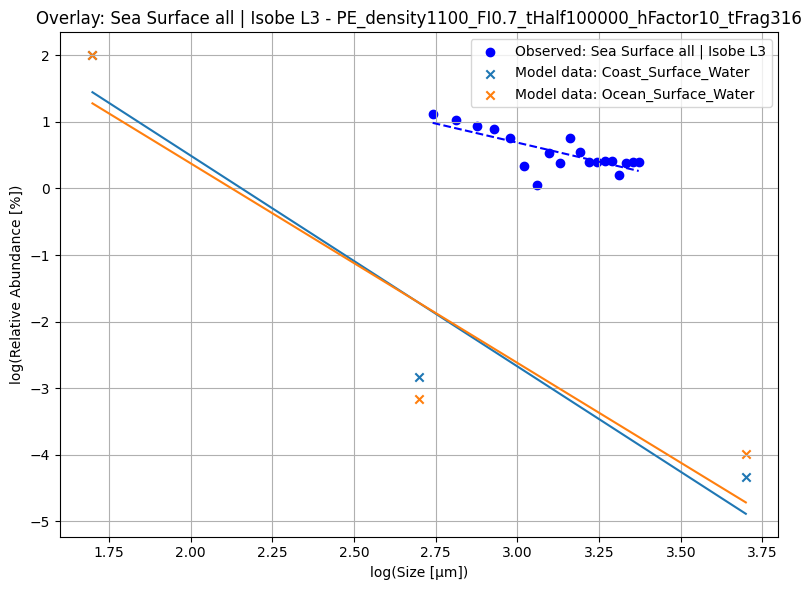 Overlay: Sea Surface all | Isobe L3 - PE_density1100_FI0.7_tHalf100000_hFactor10_tFrag316
Observed: Sea Surface all | Isobe L3
Model data: Coast_Surface_Water
Model data: Ocean_Surface_Water
log(Relative Abundance [%])
2
1
0
−1
−2
−3
−4
−5
1.75
2.00
2.25
2.50
2.75
3.00
3.25
3.50
3.75
log(Size [μm])